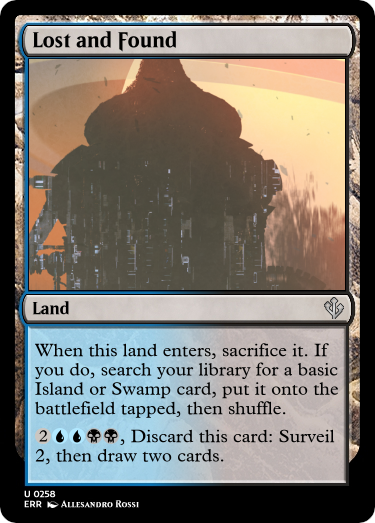 Lost and Found
Land
When this land enters, sacrifice it. If
you do, search your library for a basic
Island or Swamp card, put it onto the
battlefield tapped, then shuffle.
2, Discard this card: Surveil
2, then draw two cards.
U 0258
ERR Allesandro Rossi